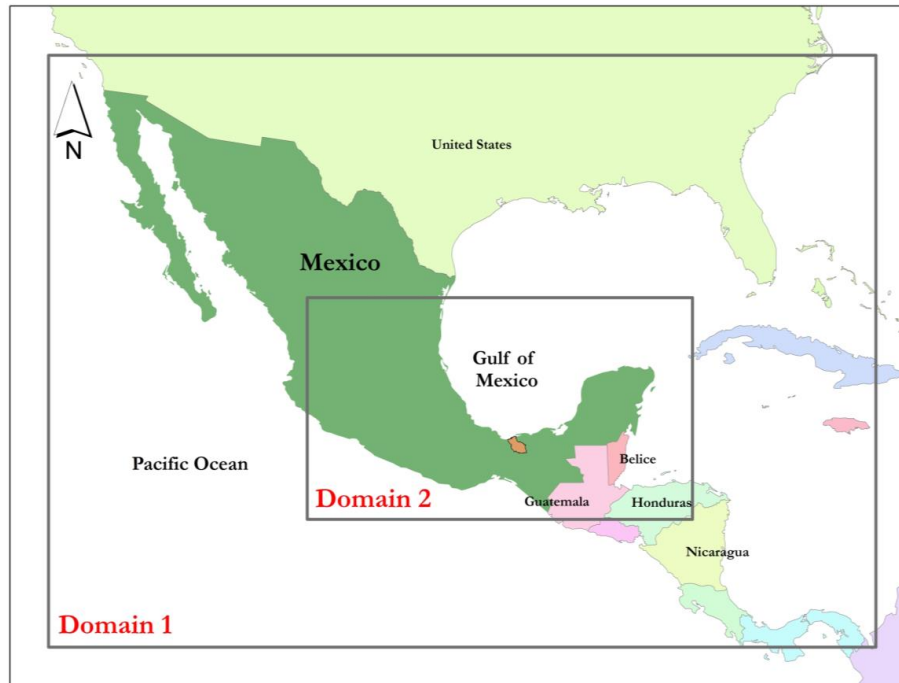 N
United States
Mexico
Gulf of
Mexico
Pacific Ocean
Belice
Domain 2
Guatemala
Honduras
Nicaragua
Domain 1